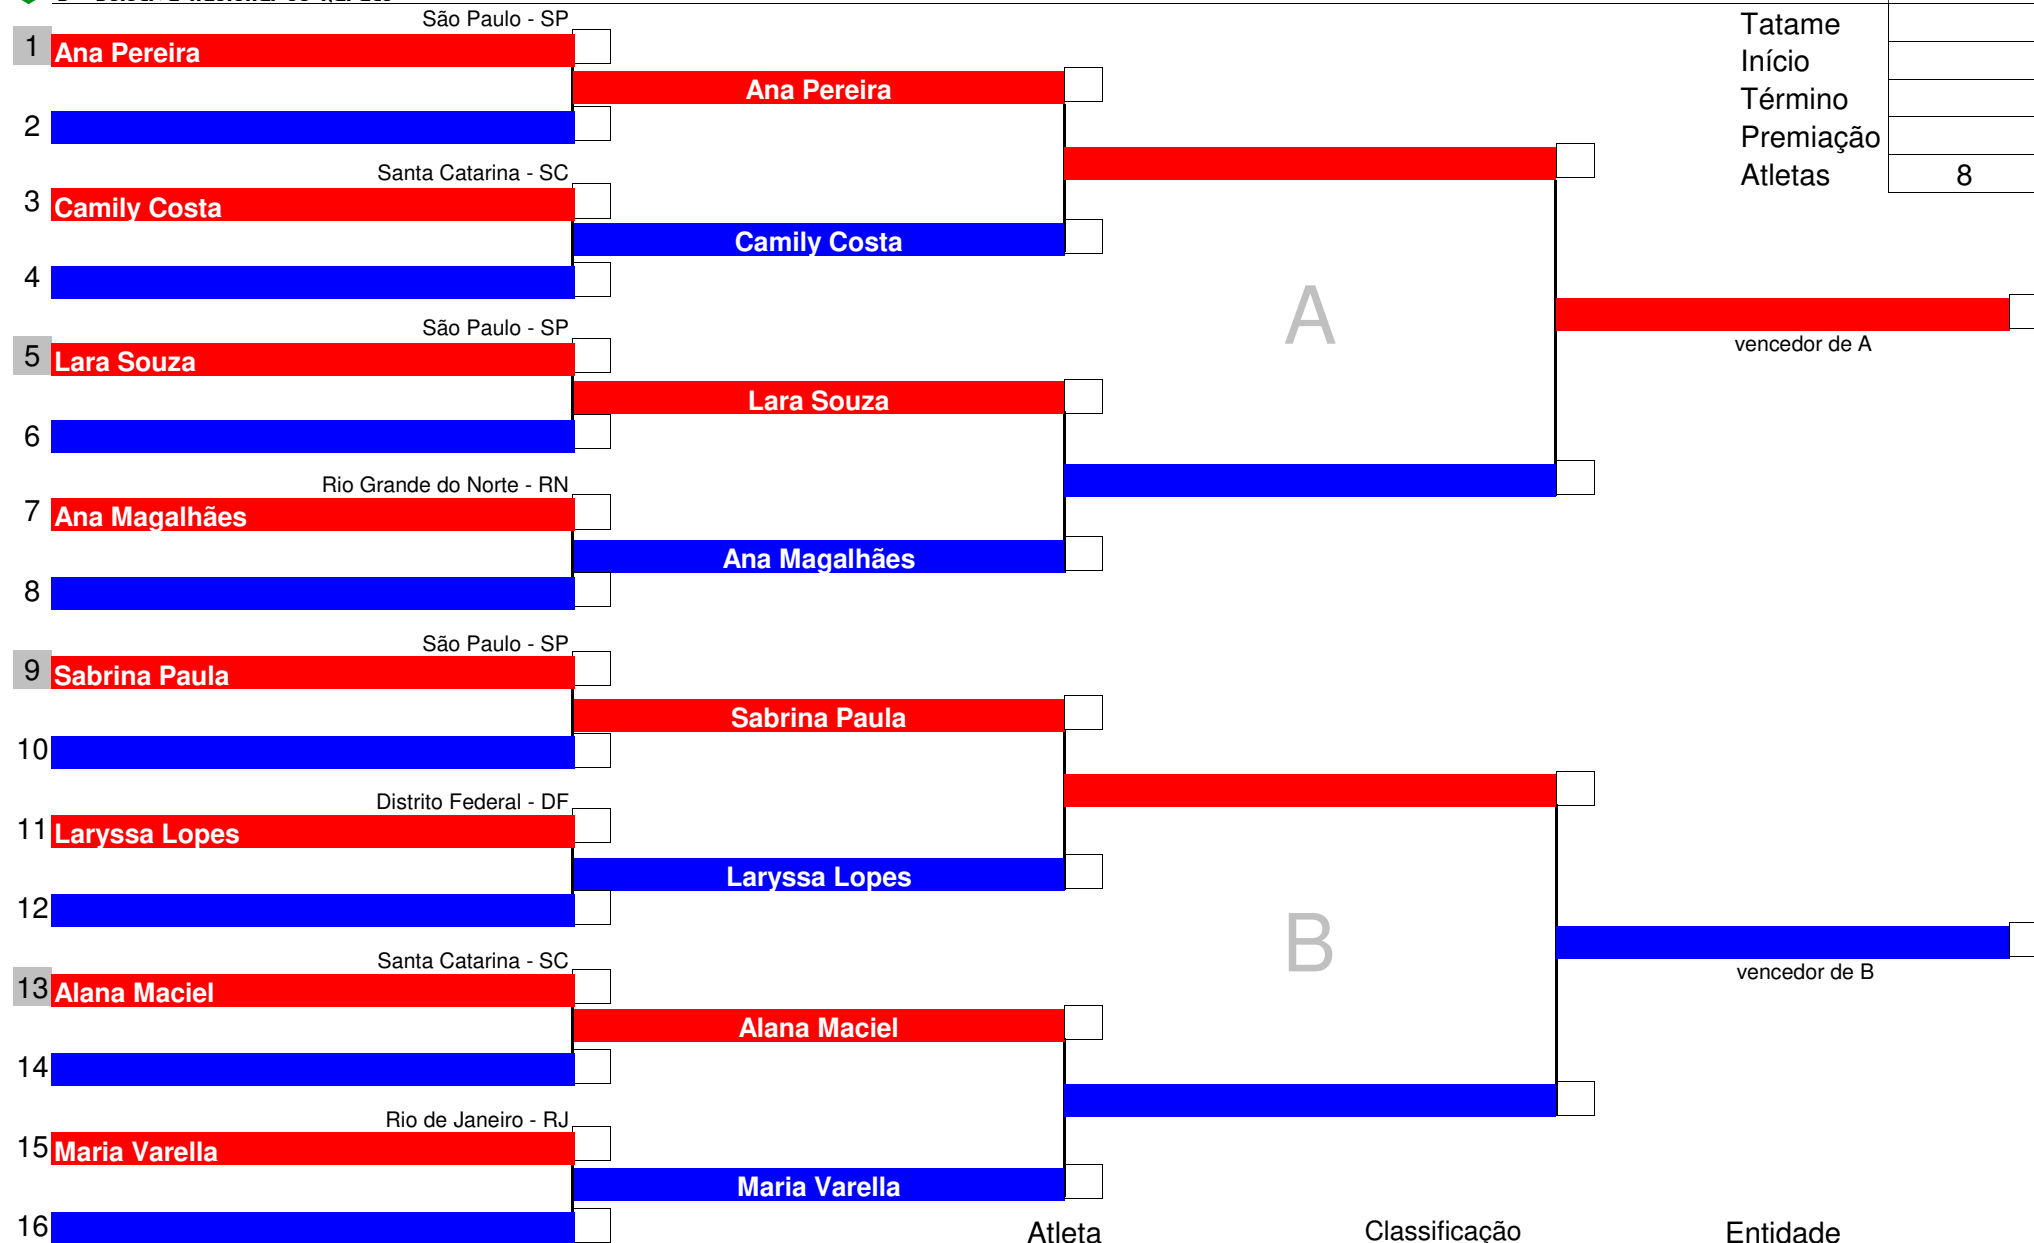 São Paulo - SP
1 Ana Pereira
Ana Pereira
2
Santa Catarina - SC
3 Camily Costa
Camily Costa
4
São Paulo - SP
5 Lara Souza
Lara Souza
6
Rio Grande do Norte - RN
7 Ana Magalhães
Ana Magalhães
8
São Paulo - SP
9 Sabrina Paula
Sabrina Paula
10
Distrito Federal - DF
11 Laryssa Lopes
Laryssa Lopes
12
Santa Catarina - SC
13 Alana Maciel
Alana Maciel
14
Rio de Janeiro - RJ
15 Maria Varella
Maria Varella
16
A
B
vencedor de A
vencedor de B
Tatame
Início
Término
Premiação
Atletas 8
Atleta Classificação Entidade